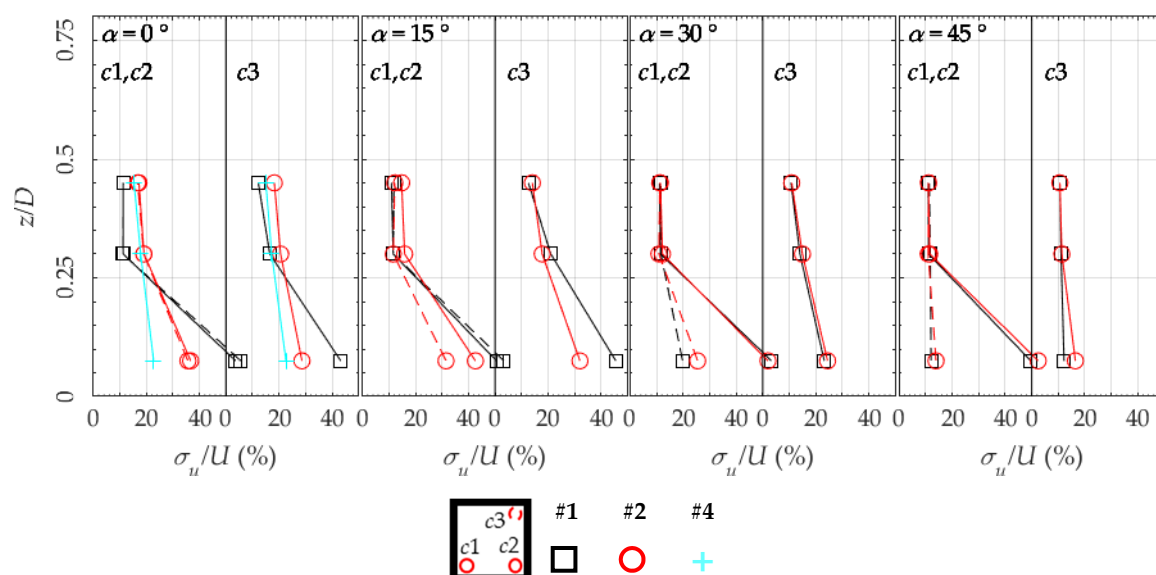 α = 0 ° α = 15 ° α = 30 ° α = 45 °
c1,c2 c3 c1,c2 c3 c1,c2 c3 c1,c2 c3
0.75
0.5
0.25
0
z/D
0 20 40 0 20 40 0 20 40 0 20 40 0 20 40 0 20 40 0 20 40 0 20 40
σu/U (%) σu/U (%) σu/U (%) σu/U (%)
#1 #2 #4
c3
c1 c2